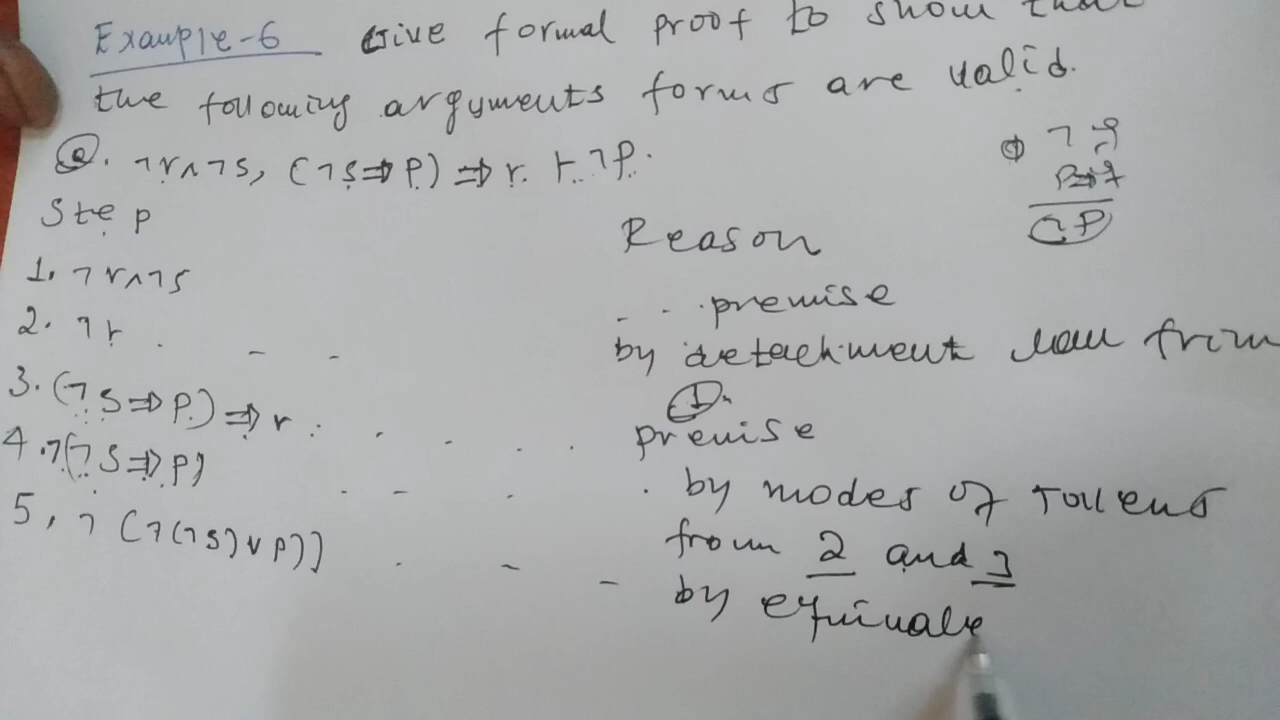 Example-6 Give formal proof to show that
the following arguments forms are valid.
a. ¬r∧¬s, (¬s⇒p)⇒r. ⊢ ¬p.
¬q
p⇒q
¬p
Step
Reason
1. ¬r∧¬s
- . . premise
2. ¬r . - -
by detachment law from
1.
3. (¬s⇒p)⇒r . . - . .
premise
4. ¬(¬s⇒p) . - . .
by modes of Tollens
from 2 and 3
5, ¬(¬(¬s)∨p)) . - -
by equivale